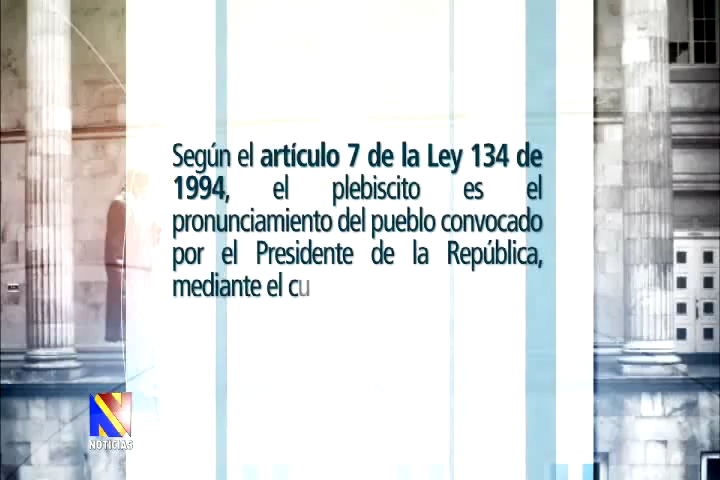 Según el artículo 7 de la Ley 134 de
1994, el plebiscito es el
pronunciamiento del pueblo convocado
por el Presidente de la República,
mediante el cu
NOTICIAS